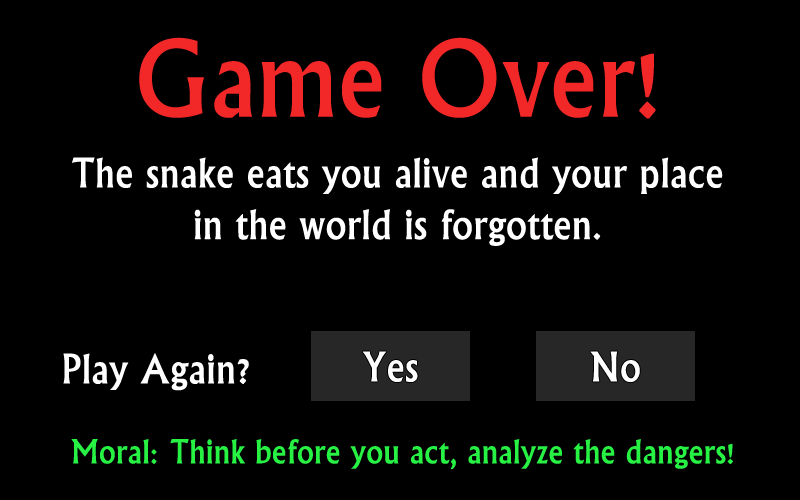 Game Over!
The snake eats you alive and your place
in the world is forgotten.
Play Again? Yes No
Moral: Think before you act, analyze the dangers!